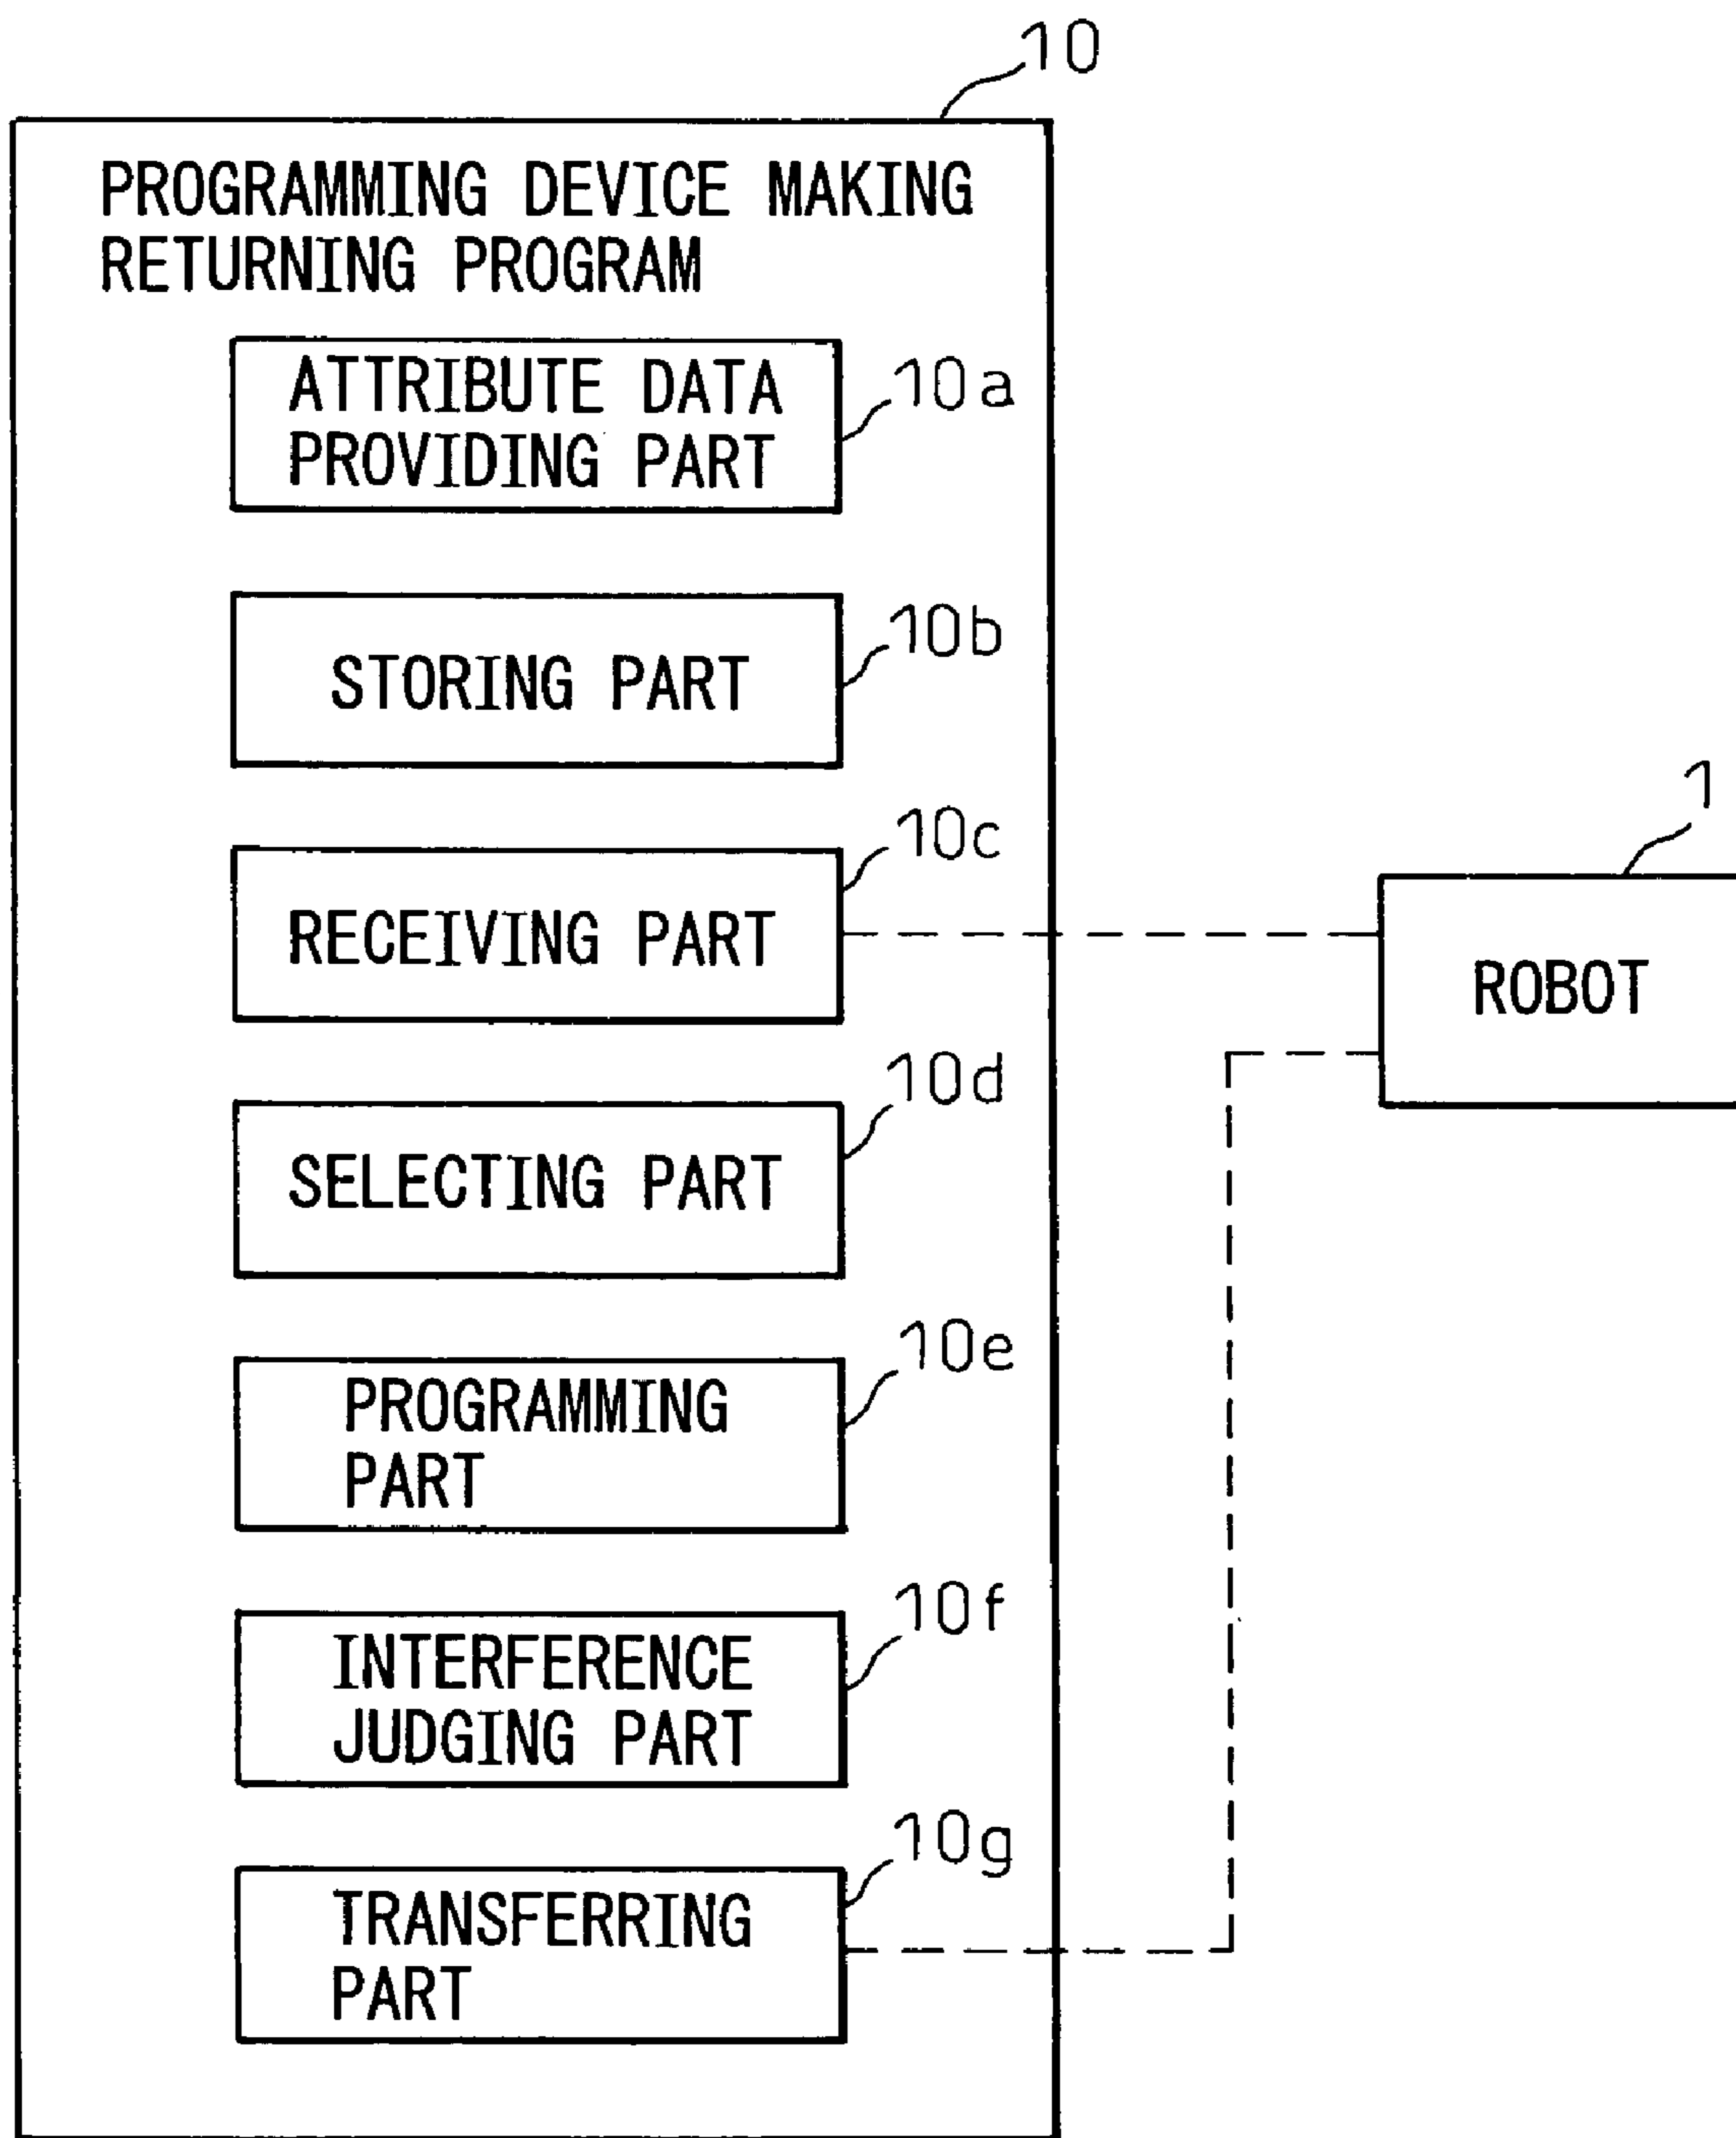 10
PROGRAMMING DEVICE MAKING
RETURNING PROGRAM
ATTRIBUTE DATA
PROVIDING PART
10a
STORING PART
10b
RECEIVING PART
10c
1
ROBOT
SELECTING PART
10d
PROGRAMMING
PART
10e
INTERFERENCE
JUDGING PART
10f
TRANSFERRING
PART
10g